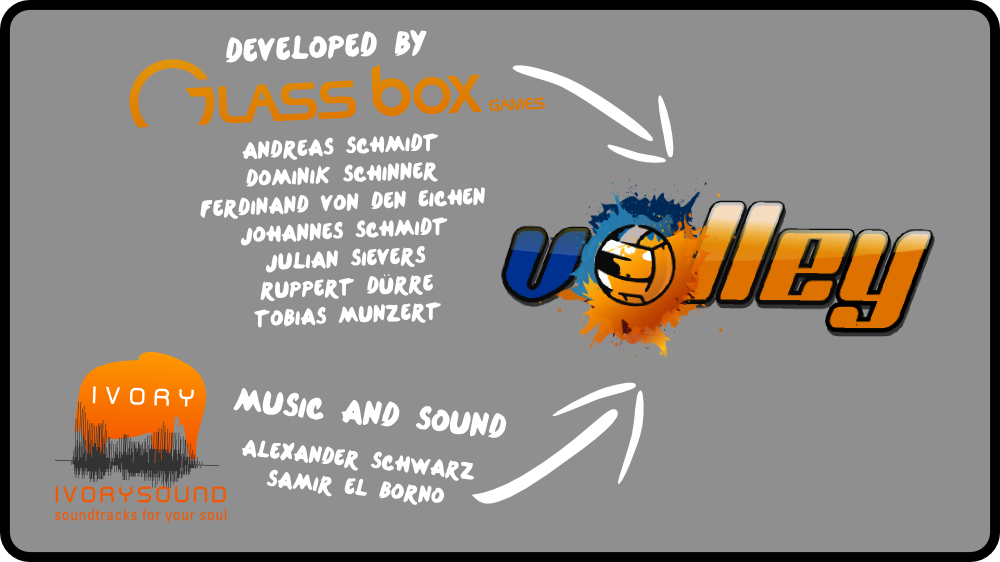 DEVELOPED BY
GLASS box GAMES
ANDREAS SCHMIDT
DOMINIK SCHINNER
FERDINAND VON DEN EICHEN
JOHANNES SCHMIDT
JULIAN SIEVERS
RUPPERT DÜRRE
TOBIAS MUNZERT
volley
IVORY
IVORYSOUND
soundtracks for your soul
MUSIC AND SOUND
ALEXANDER SCHWARZ
SAMIR EL BORNO